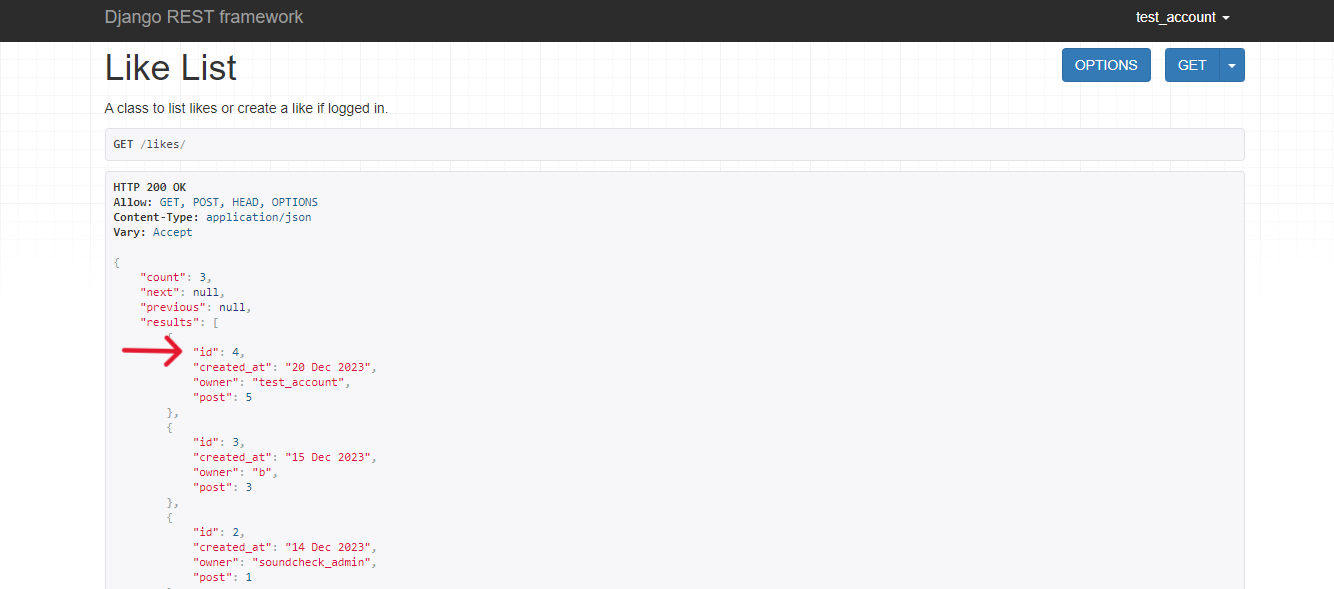 Django REST framework
test_account
Like List
OPTIONS
GET
A class to list likes or create a like if logged in.
GET /likes/
HTTP 200 OK
Allow: GET, POST, HEAD, OPTIONS
Content-Type: application/json
Vary: Accept
{
"count": 3,
"next": null,
"previous": null,
"results": [
{
"id": 4,
"created_at": "20 Dec 2023",
"owner": "test_account",
"post": 5
},
{
"id": 3,
"created_at": "15 Dec 2023",
"owner": "b",
"post": 3
},
{
"id": 2,
"created_at": "14 Dec 2023",
"owner": "soundcheck_admin",
"post": 1